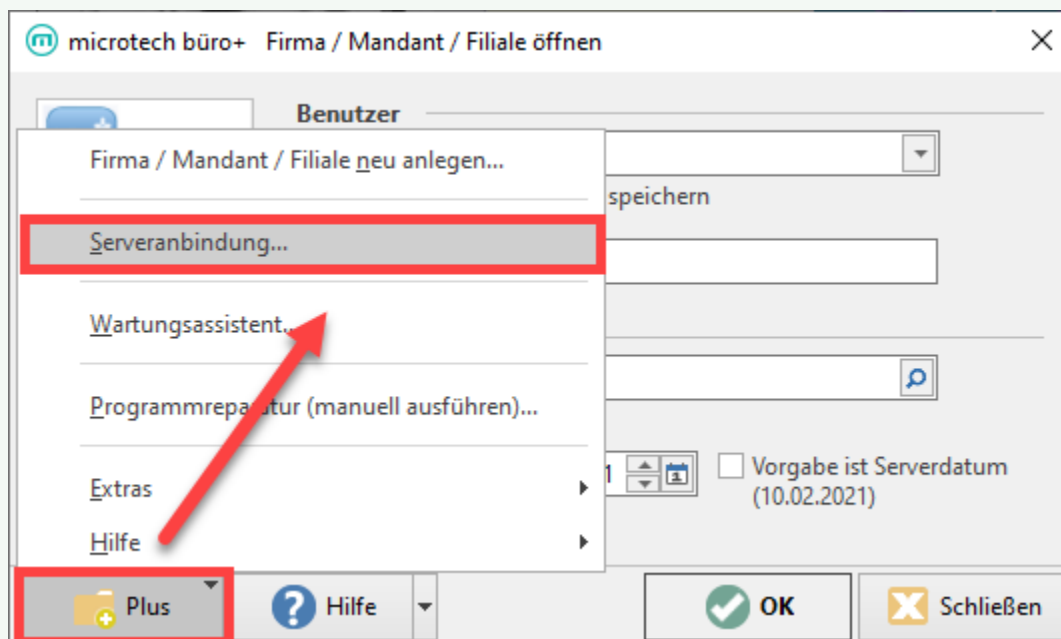 microtech büro+ Firma / Mandant / Filiale öffnen
Benutzer
Firma / Mandant / Filiale neu anlegen...
speichern
Serveranbindung...
Wartungsassistent...
Programmreparatur (manuell ausführen)...
Extras
1
Vorgabe ist Serverdatum
(10.02.2021)
Hilfe
Plus
Hilfe
OK
Schließen